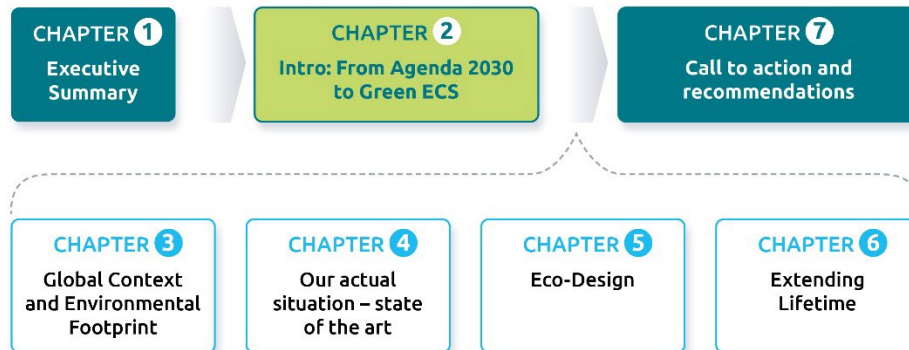 CHAPTER 1
Executive
Summary
CHAPTER 2
Intro: From Agenda 2030
to Green ECS
CHAPTER 7
Call to action and
recommendations
CHAPTER 3
Global Context
and Environmental
Footprint
CHAPTER 4
Our actual
situation – state
of the art
CHAPTER 5
Eco-Design
CHAPTER 6
Extending
Lifetime